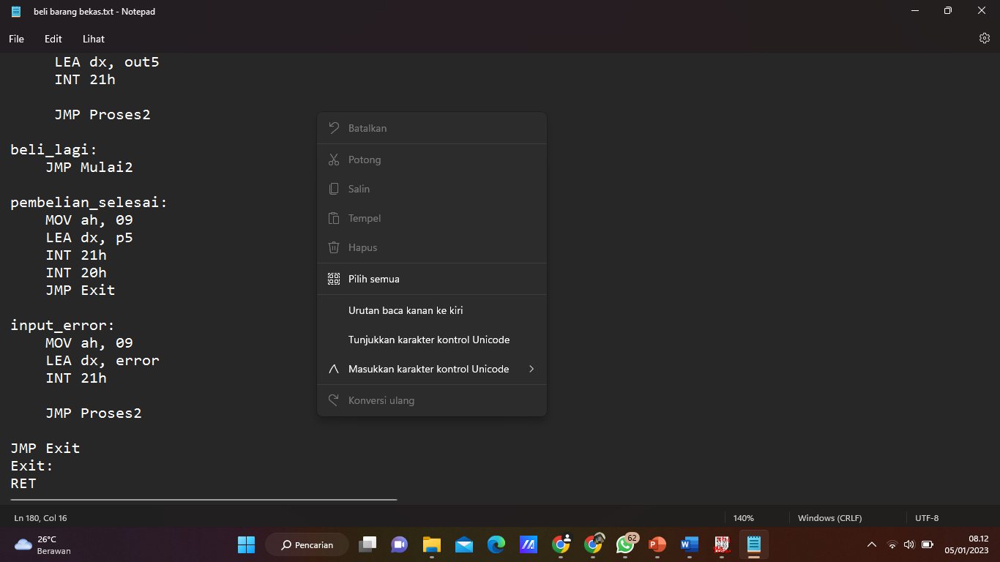 beli barang bekas.txt - Notepad
File Edit Lihat
LEA dx, out5
INT 21h
JMP Proses2
beli_lagi:
JMP Mulai2
pembelian_selesai:
MOV ah, 09
LEA dx, p5
INT 21h
INT 20h
JMP Exit
input_error:
MOV ah, 09
LEA dx, error
INT 21h
JMP Proses2
JMP Exit
Exit:
RET
Batalkan
Potong
Salin
Tempel
Hapus
Pilih semua
Urutan baca kanan ke kiri
Tunjukkan karakter kontrol Unicode
Masukkan karakter kontrol Unicode
Konversi ulang
Ln 180, Col 16 140% Windows (CRLF) UTF-8
26°C
Berawan
Pencarian
62
08.12
05/01/2023